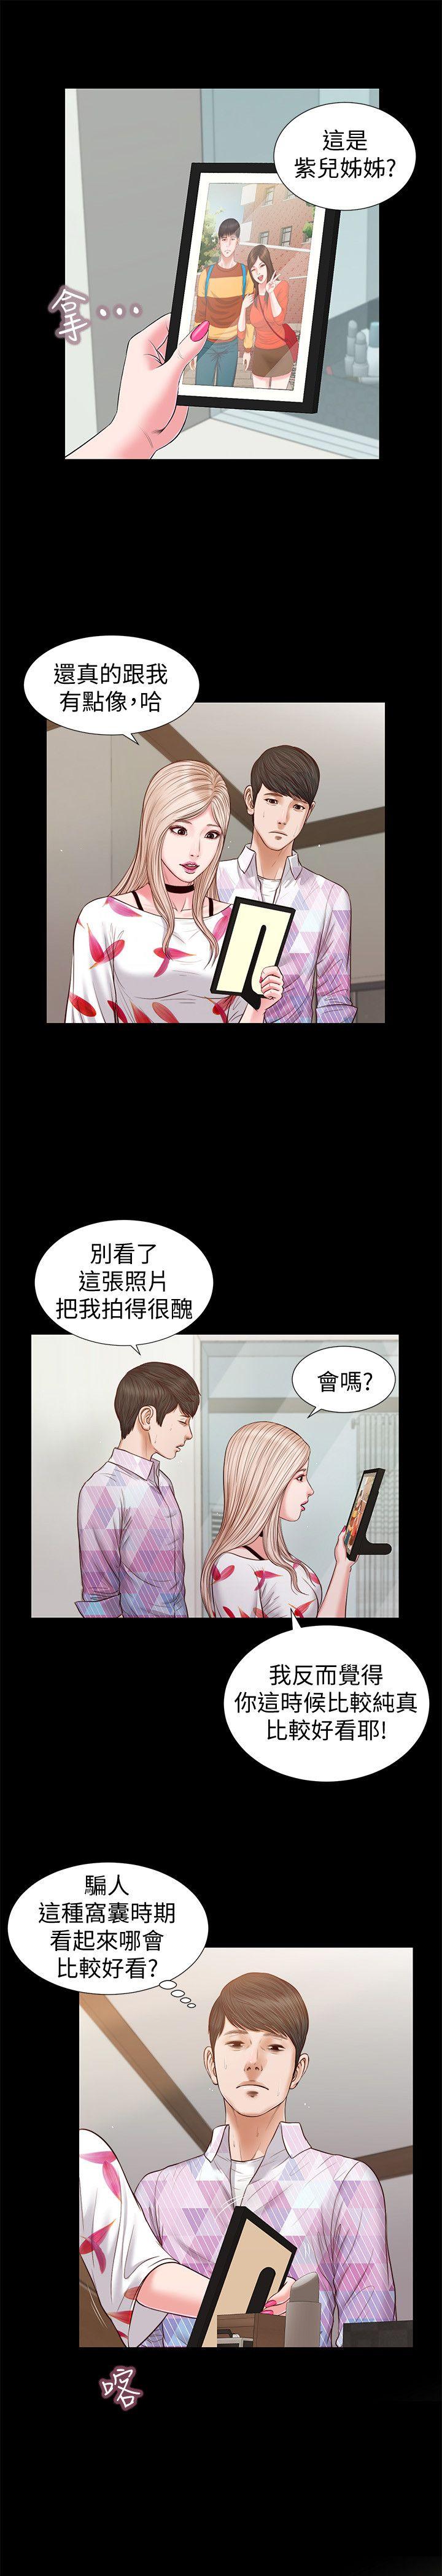 這是
紫兒姊姊?
拿…
還真的跟我
有點像,哈
別看了
這張照片
把我拍得很醜
會嗎?
我反而覺得
你這時候比較純真
比較好看耶!
騙人
這種窩囊時期
看起來哪會
比較好看?
喀